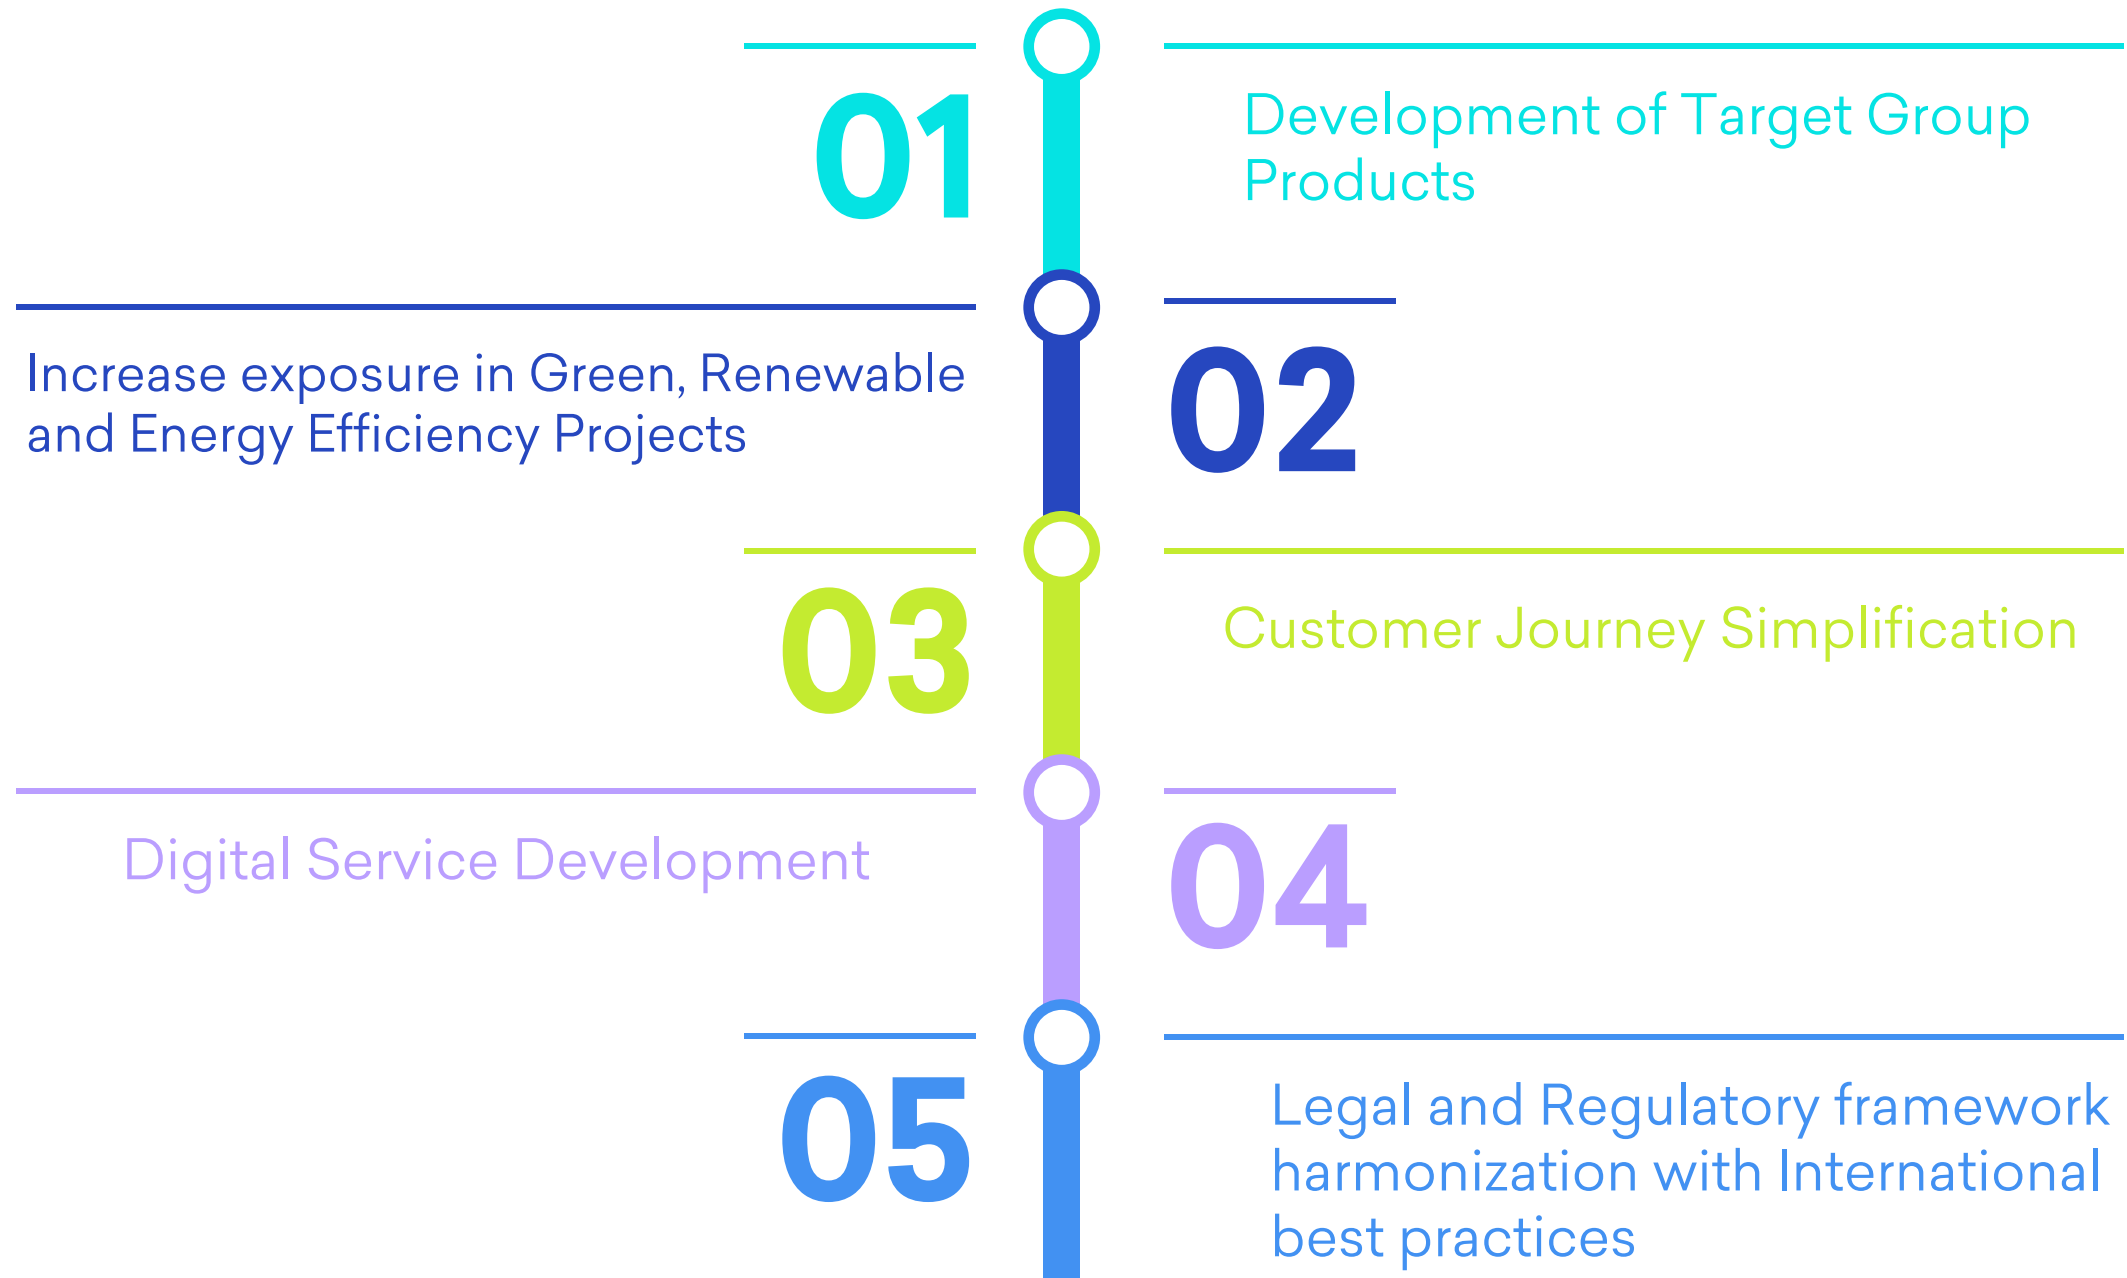 01
Development of Target Group
Products
Increase exposure in Green, Renewable
and Energy Efficiency Projects
02
03
Customer Journey Simplification
Digital Service Development
04
05
Legal and Regulatory framework
harmonization with International
best practices